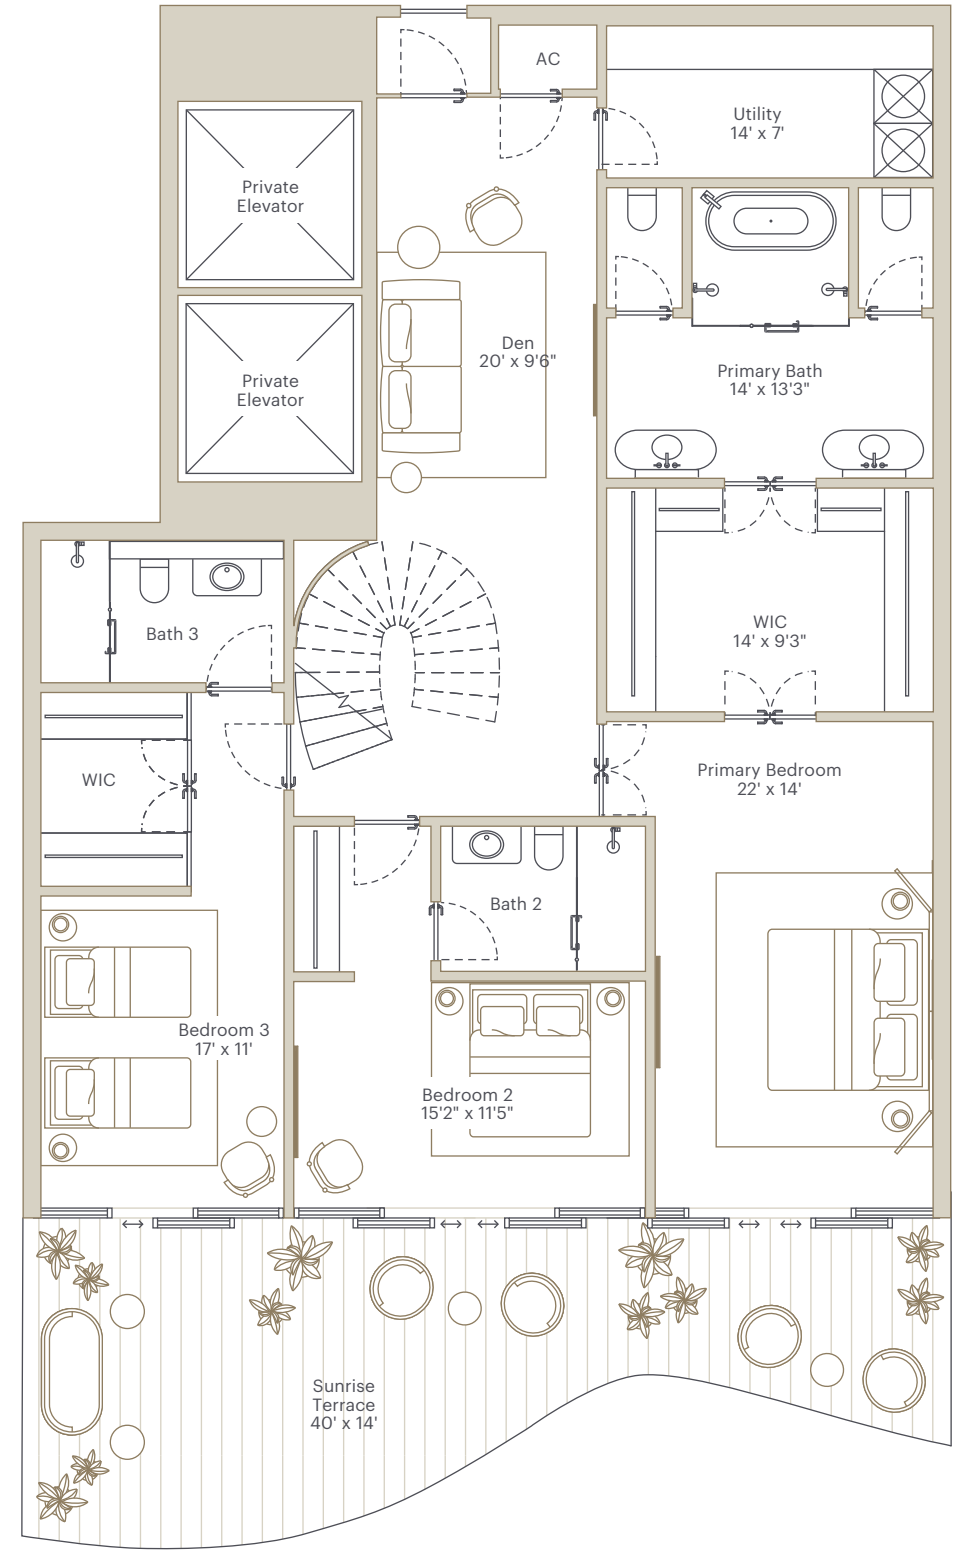 AC
Utility
14' x 7'
Private
Elevator
Den
20' x 9'6"
Private
Elevator
Primary Bath
14' x 13'3"
Bath 3
WIC
14' x 9'3"
WIC
Primary Bedroom
22' x 14'
Bath 2
Bedroom 3
17' x 11'
Bedroom 2
15'2" x 11'5"
Sunrise
Terrace
40' x 14'